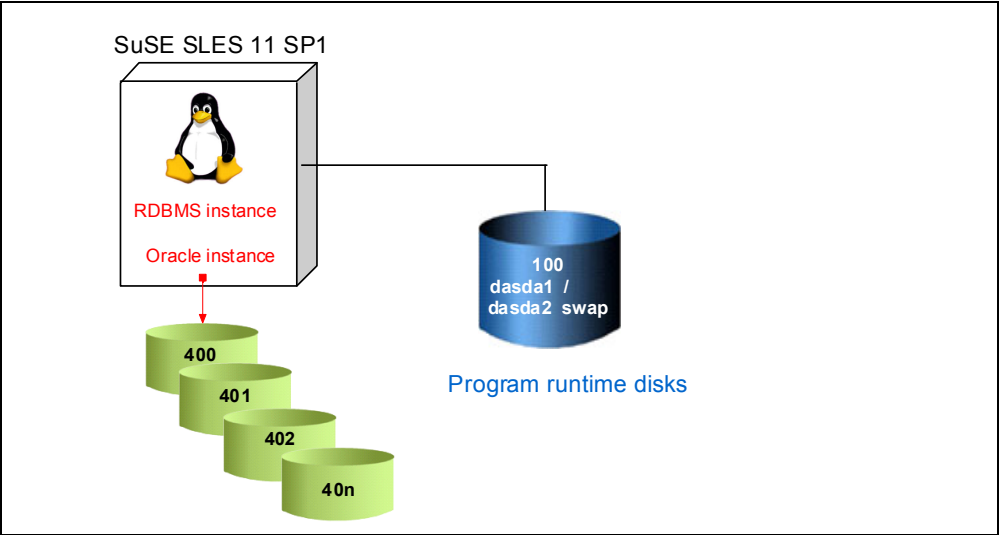 SuSE SLES 11 SP1
RDBMS instance
Oracle instance
100
dasda1 /
dasda2 swap
Program runtime disks
400
401
402
40n